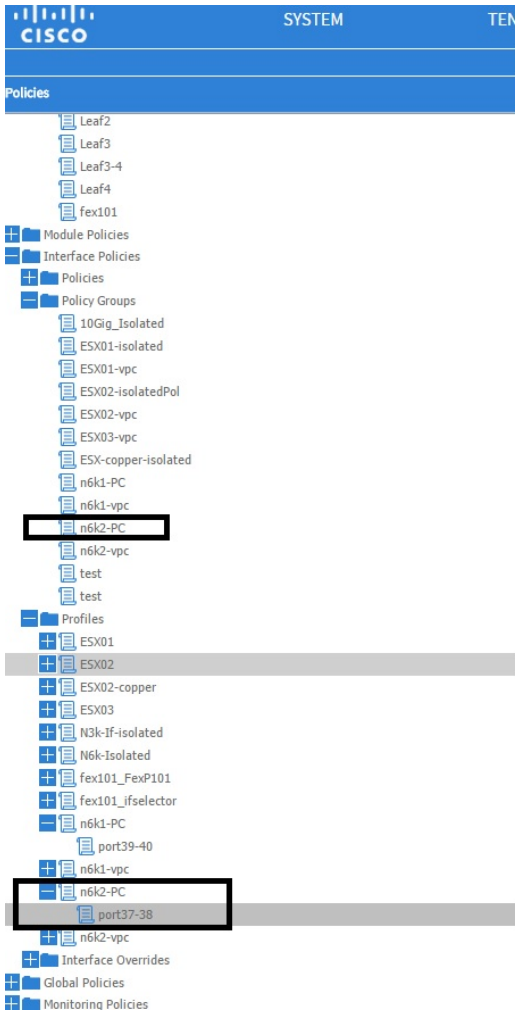 CISCO
SYSTEM
TEN
Policies
Leaf2
Leaf3
Leaf3-4
Leaf4
fex101
Module Policies
Interface Policies
Policies
Policy Groups
10Gig_Isolated
ESX01-isolated
ESX01-vpc
ESX02-isolatedPol
ESX02-vpc
ESX03-vpc
ESX-copper-isolated
n6k1-PC
n6k1-vpc
n6k2-PC
n6k2-vpc
test
test
Profiles
ESX01
ESX02
ESX02-copper
ESX03
N3k-If-isolated
N6k-Isolated
fex101_FexP101
fex101_ifselector
n6k1-PC
port39-40
n6k1-vpc
n6k2-PC
port37-38
n6k2-vpc
Interface Overrides
Global Policies
Monitoring Policies